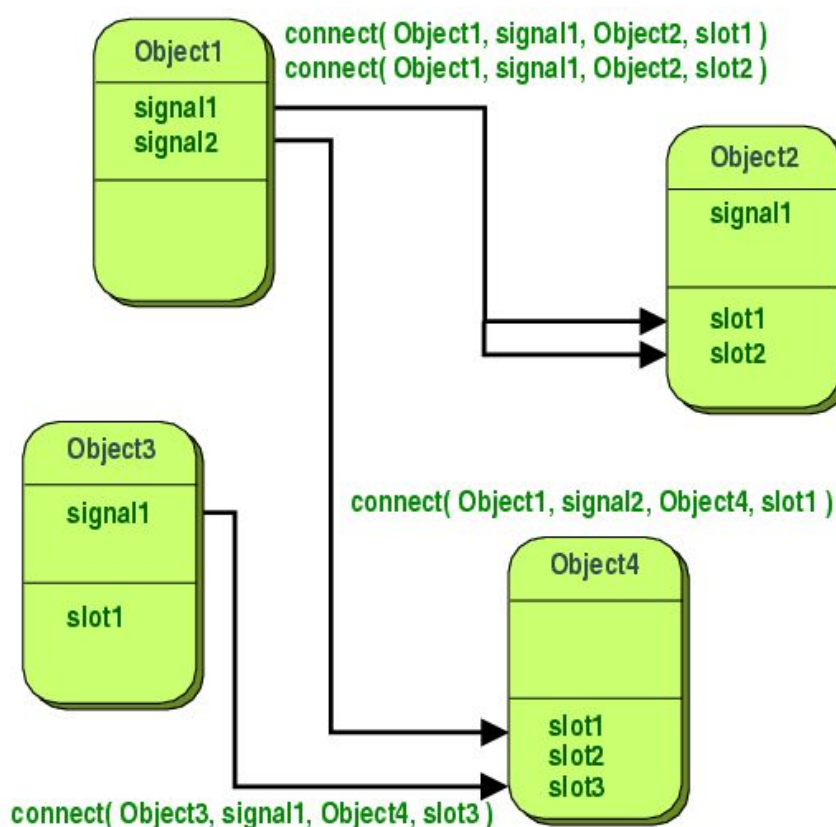 Object1
connect( Object1, signal1, Object2, slot1 )
connect( Object1, signal1, Object2, slot2 )
signal1
signal2
Object2
signal1
slot1
slot2
Object3
signal1
slot1
connect( Object1, signal2, Object4, slot1 )
Object4
slot1
slot2
slot3
connect( Object3, signal1, Object4, slot3 )